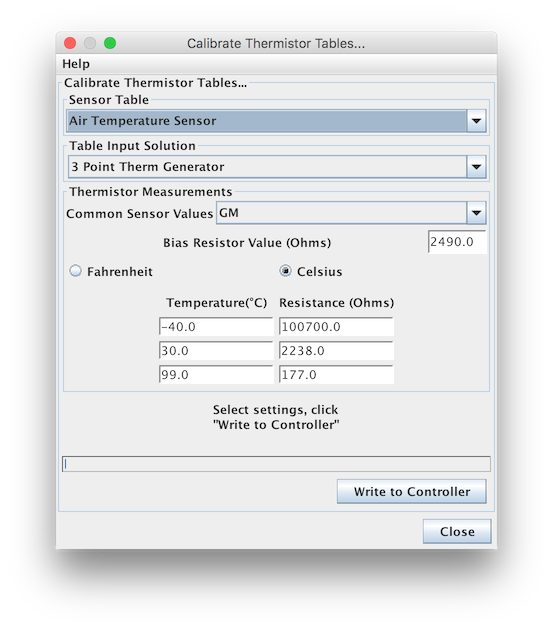 Calibrate Thermistor Tables...
Help
Calibrate Thermistor Tables...
Sensor Table
Air Temperature Sensor
Table Input Solution
3 Point Therm Generator
Thermistor Measurements
Common Sensor Values GM
Bias Resistor Value (Ohms) 2490.0
Fahrenheit Celsius
Temperature(°C) Resistance (Ohms)
-40.0 100700.0
30.0 2238.0
99.0 177.0
Select settings, click
"Write to Controller"
Write to Controller
Close